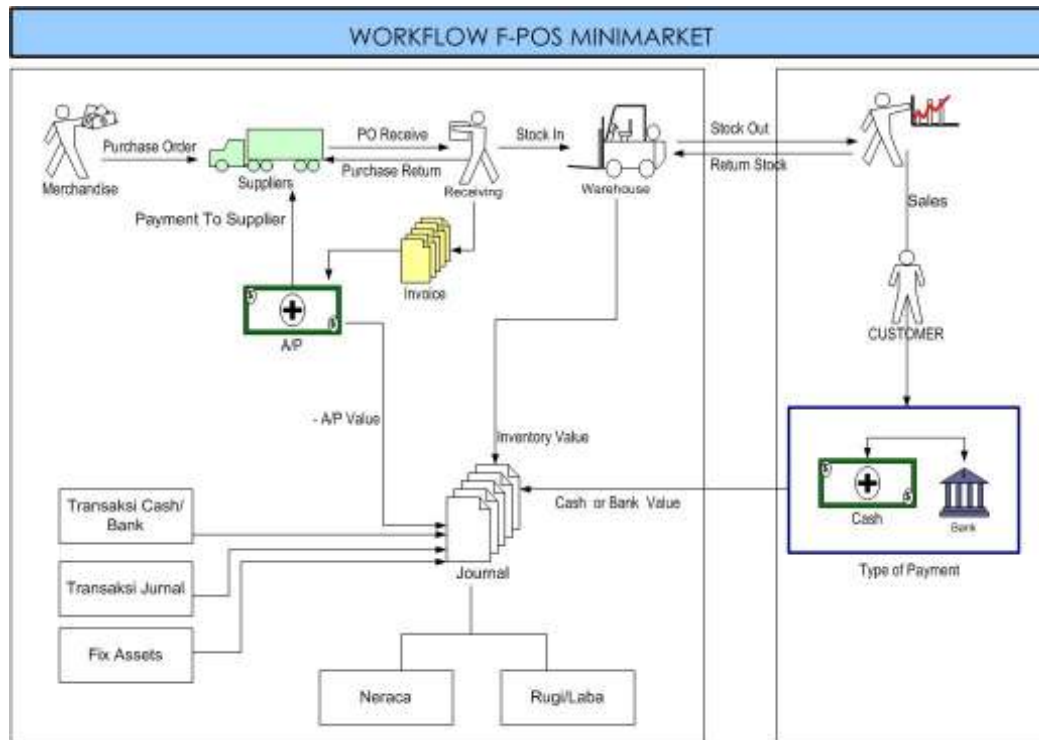 WORKFLOW F-POS MINIMARKET
Purchase Order
Merchandise
Suppliers
PO Receive
Purchase Return
Receiving
Stock In
Warehouse
Stock Out
Return Stock
Sales
Payment To Supplier
Invoice
$
$
A/P
CUSTOMER
- A/P Value
Inventory Value
Cash or Bank Value
$
$
Cash
Bank
Type of Payment
Transaksi Cash/
Bank
Transaksi Jurnal
Fix Assets
Journal
Neraca
Rugi/Laba